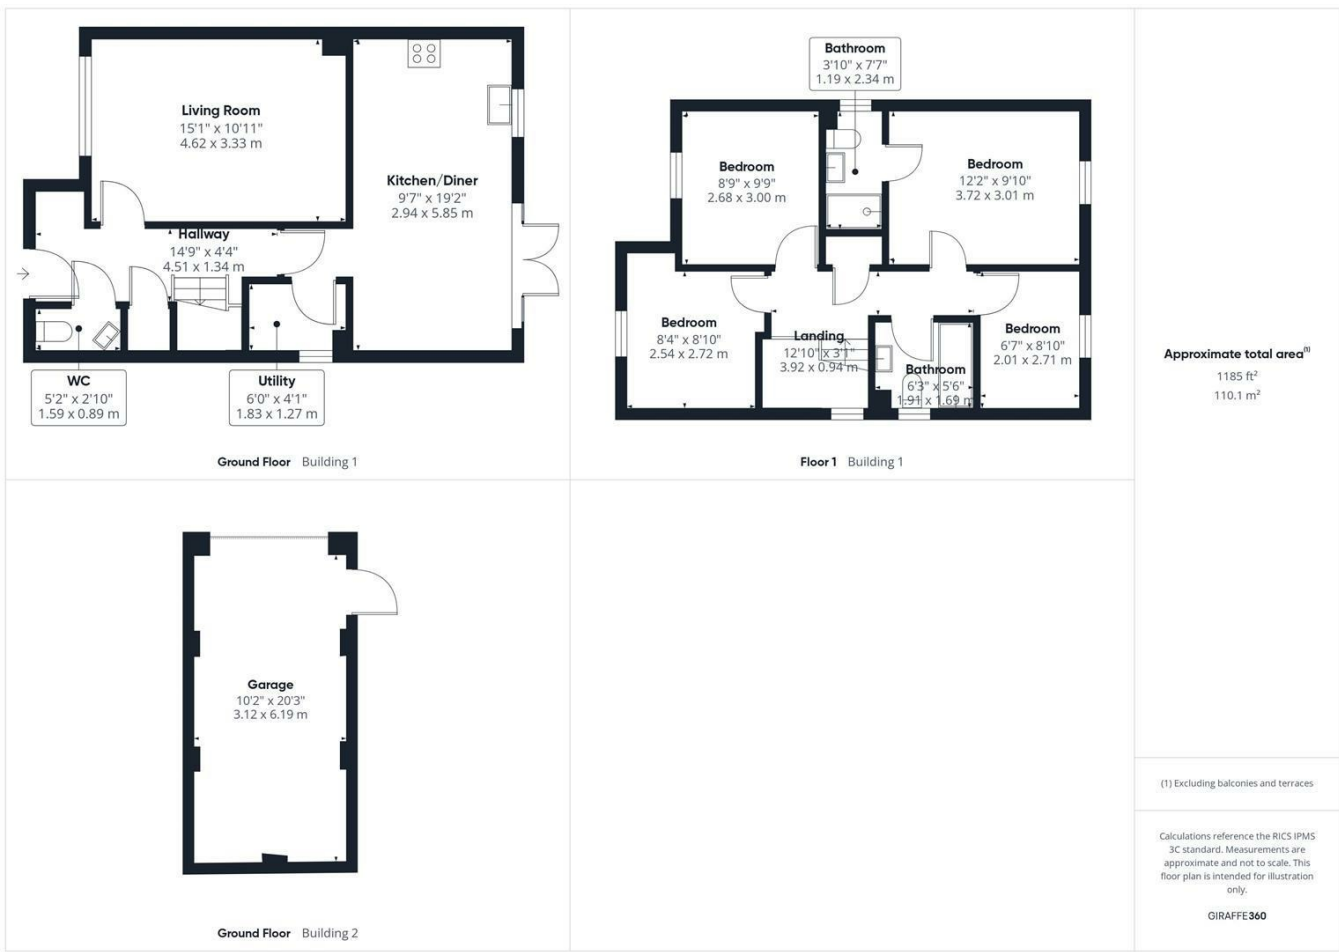 Living Room
15'1" x 10'11"
4.62 x 3.33 m
Kitchen/Diner
9'7" x 19'2"
2.94 x 5.85 m
Hallway
14'9" x 4'4"
4.51 x 1.34 m
WC
5'2" x 2'10"
1.59 x 0.89 m
Utility
6'0" x 4'1"
1.83 x 1.27 m
Ground Floor Building 1
Bathroom
3'10" x 7'7"
1.19 x 2.34 m
Bedroom
8'9" x 9'9"
2.68 x 3.00 m
Bedroom
12'2" x 9'10"
3.72 x 3.01 m
Bedroom
8'4" x 8'10"
2.54 x 2.72 m
Landing
12'10" x 3'1"
3.92 x 0.94 m
Bathroom
6'3" x 5'6"
1.91 x 1.69 m
Bedroom
6'7" x 8'10"
2.01 x 2.71 m
Floor 1 Building 1
Garage
10'2" x 20'3"
3.12 x 6.19 m
Ground Floor Building 2
Approximate total area(1)
1185 ft²
110.1 m²
(1) Excluding balconies and terraces
Calculations reference the RICS IPMS
3C standard. Measurements are
approximate and not to scale. This
floor plan is intended for illustration
only.
GIRAFFE360